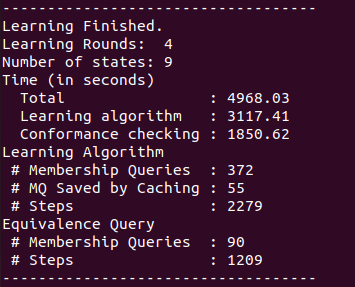 -----------------------------------
Learning Finished.
Learning Rounds:  4
Number of states: 9
Time (in seconds)
  Total                : 4968.03
  Learning algorithm   : 3117.41
  Conformance checking : 1850.62
Learning Algorithm
 # Membership Queries  : 372
 # MQ Saved by Caching : 55
 # Steps               : 2279
Equivalence Query
 # Membership Queries  : 90
 # Steps               : 1209
-----------------------------------